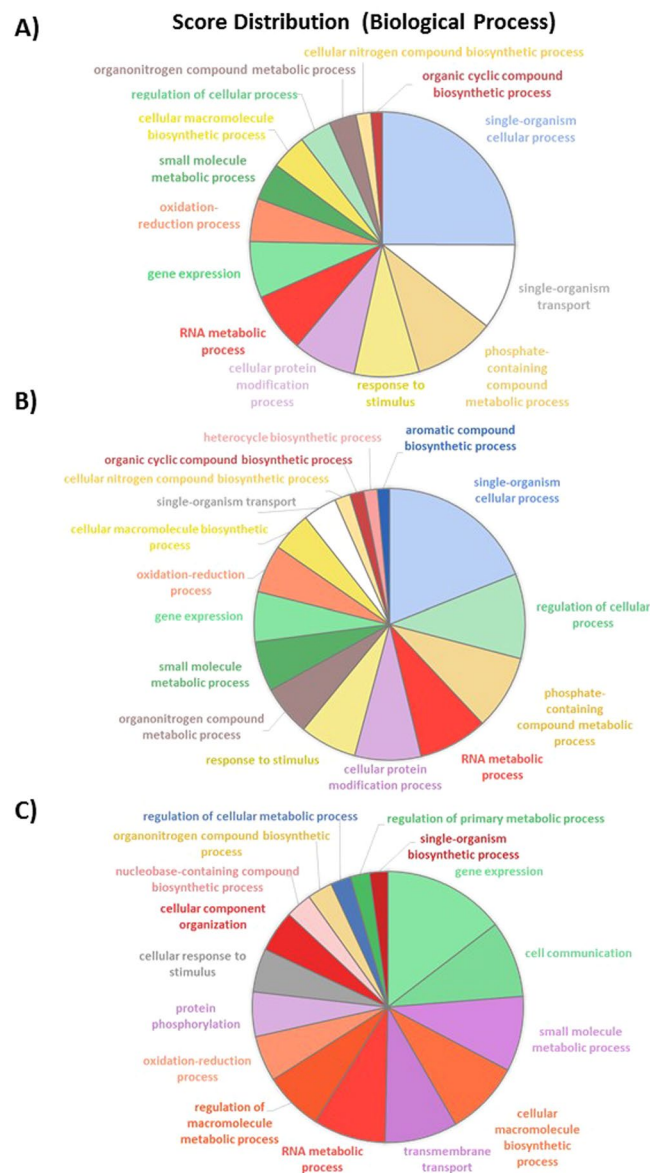 Score Distribution (Biological Process)
A)
cellular nitrogen compound biosynthetic process
organonitrogen compound metabolic process
organic cyclic compound
biosynthetic process
regulation of cellular process
cellular macromolecule
biosynthetic process
single-organism
cellular process
small molecule
metabolic process
oxidation-
reduction process
gene expression
single-organism
transport
RNA metabolic
process
phosphate-
containing
compound
metabolic process
cellular protein
modification
process
response to
stimulus
B)
aromatic compound
biosynthetic process
heterocycle biosynthetic process
organic cyclic compound biosynthetic process
cellular nitrogen compound biosynthetic process
single-organism
cellular process
single-organism transport
cellular macromolecule biosynthetic
process
oxidation-reduction
process
regulation of cellular
process
gene expression
small molecule
metabolic process
phosphate-
containing
compound metabolic
process
organonitrogen compound
metabolic process
response to stimulus
RNA metabolic
process
cellular protein
modification process
C)
regulation of cellular metabolic process
regulation of primary metabolic process
organonitrogen compound biosynthetic
process
single-organism
biosynthetic process
nucleobase-containing compound
biosynthetic process
gene expression
cellular component
organization
cell communication
cellular response to
stimulus
protein
phosphorylation
small molecule
metabolic process
oxidation-reduction
process
regulation of
macromolecule
metabolic process
cellular
macromolecule
biosynthetic
process
RNA metabolic
process
transmembrane
transport